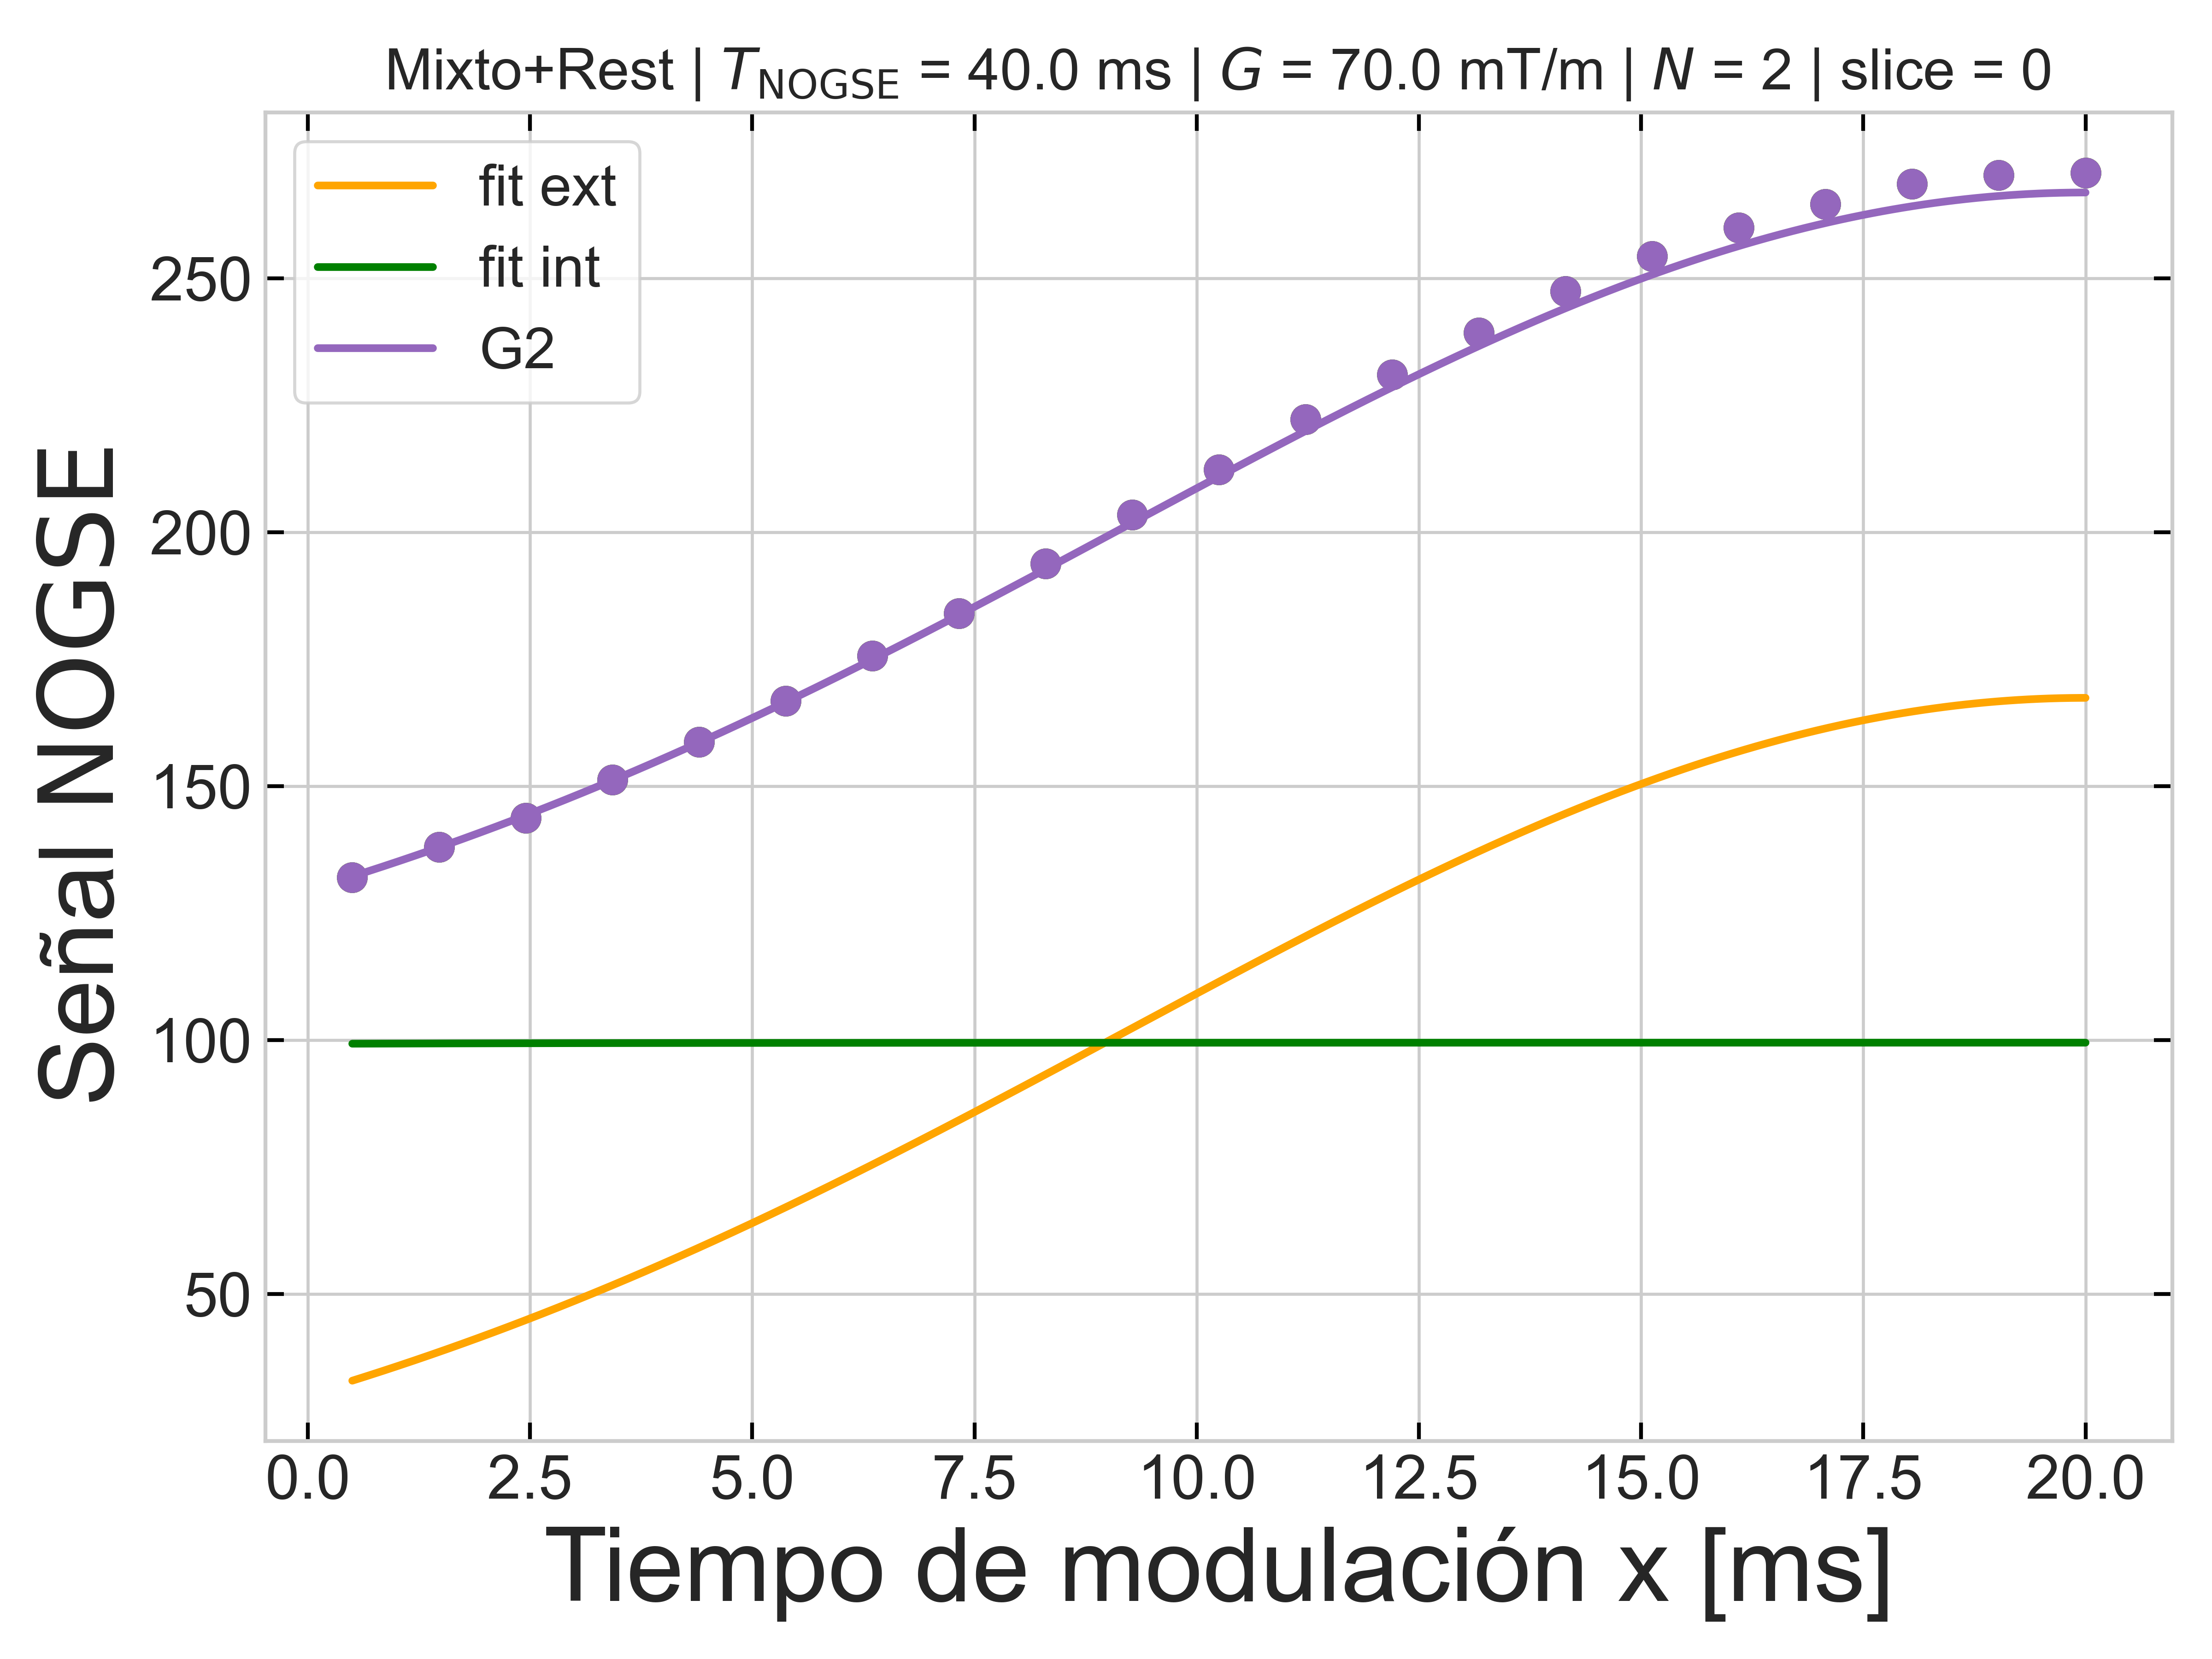 Mixto+Rest | T_NOGSE = 40.0 ms | G = 70.0 mT/m | N = 2 | slice = 0
fit ext
fit int
G2
Señal NOGSE
250
200
150
100
50
0.0 2.5 5.0 7.5 10.0 12.5 15.0 17.5 20.0
Tiempo de modulación x [ms]